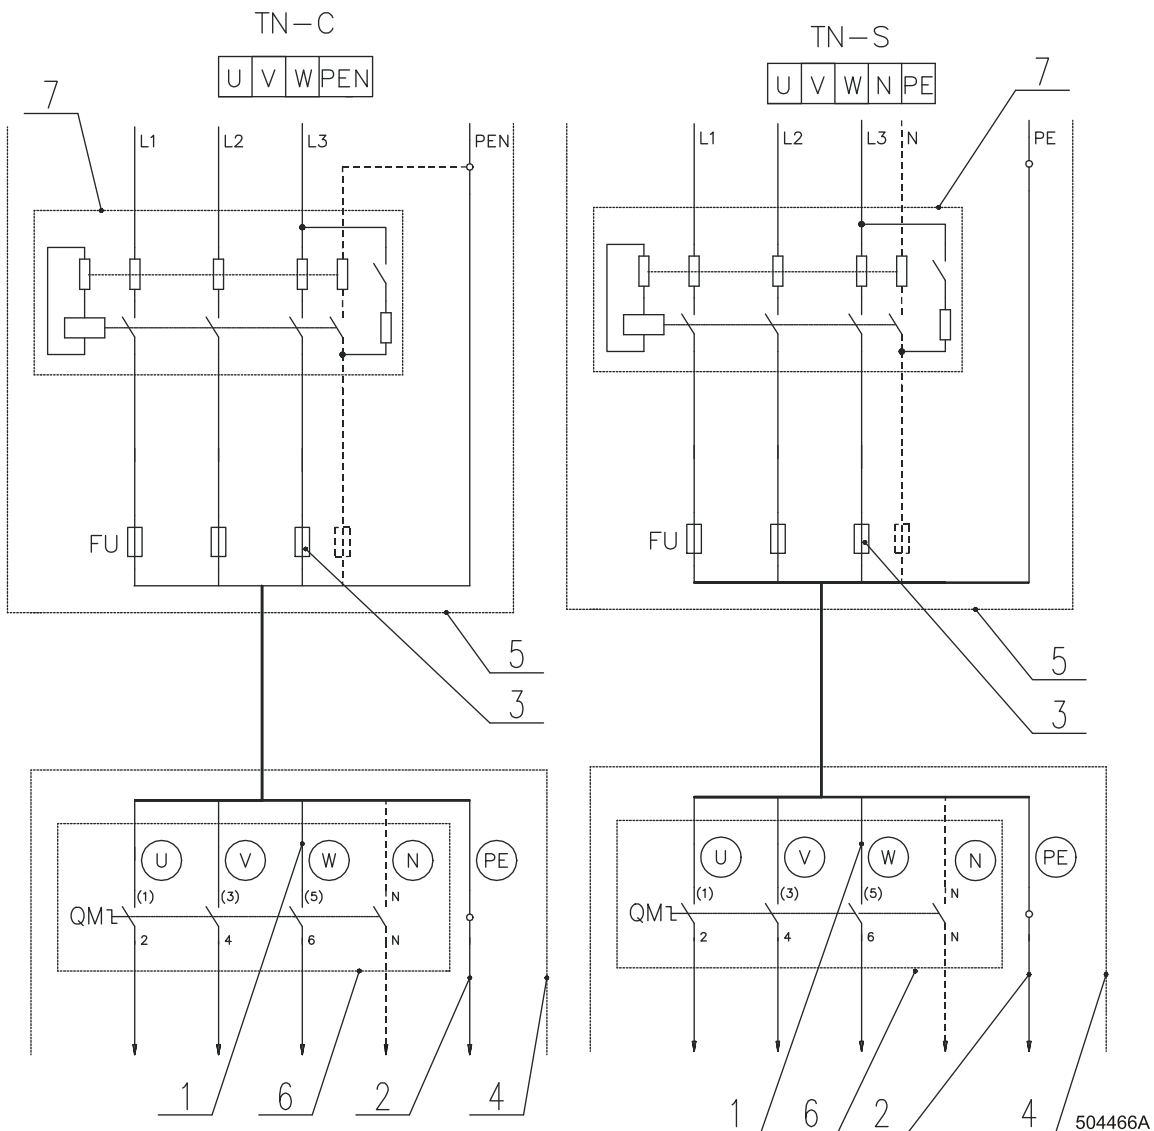 TN-C
U V W PEN
TN-S
U V W N PE
7
7
L1 L2 L3 PEN
L1 L2 L3 N PE
FU
FU
5
3
5
3
U V W N PE
(1) (3) (5) N
QM
2 4 6 N
U V W N PE
(1) (3) (5) N
QM
2 4 6 N
1 6 2 4
1 6 2 4
504466A